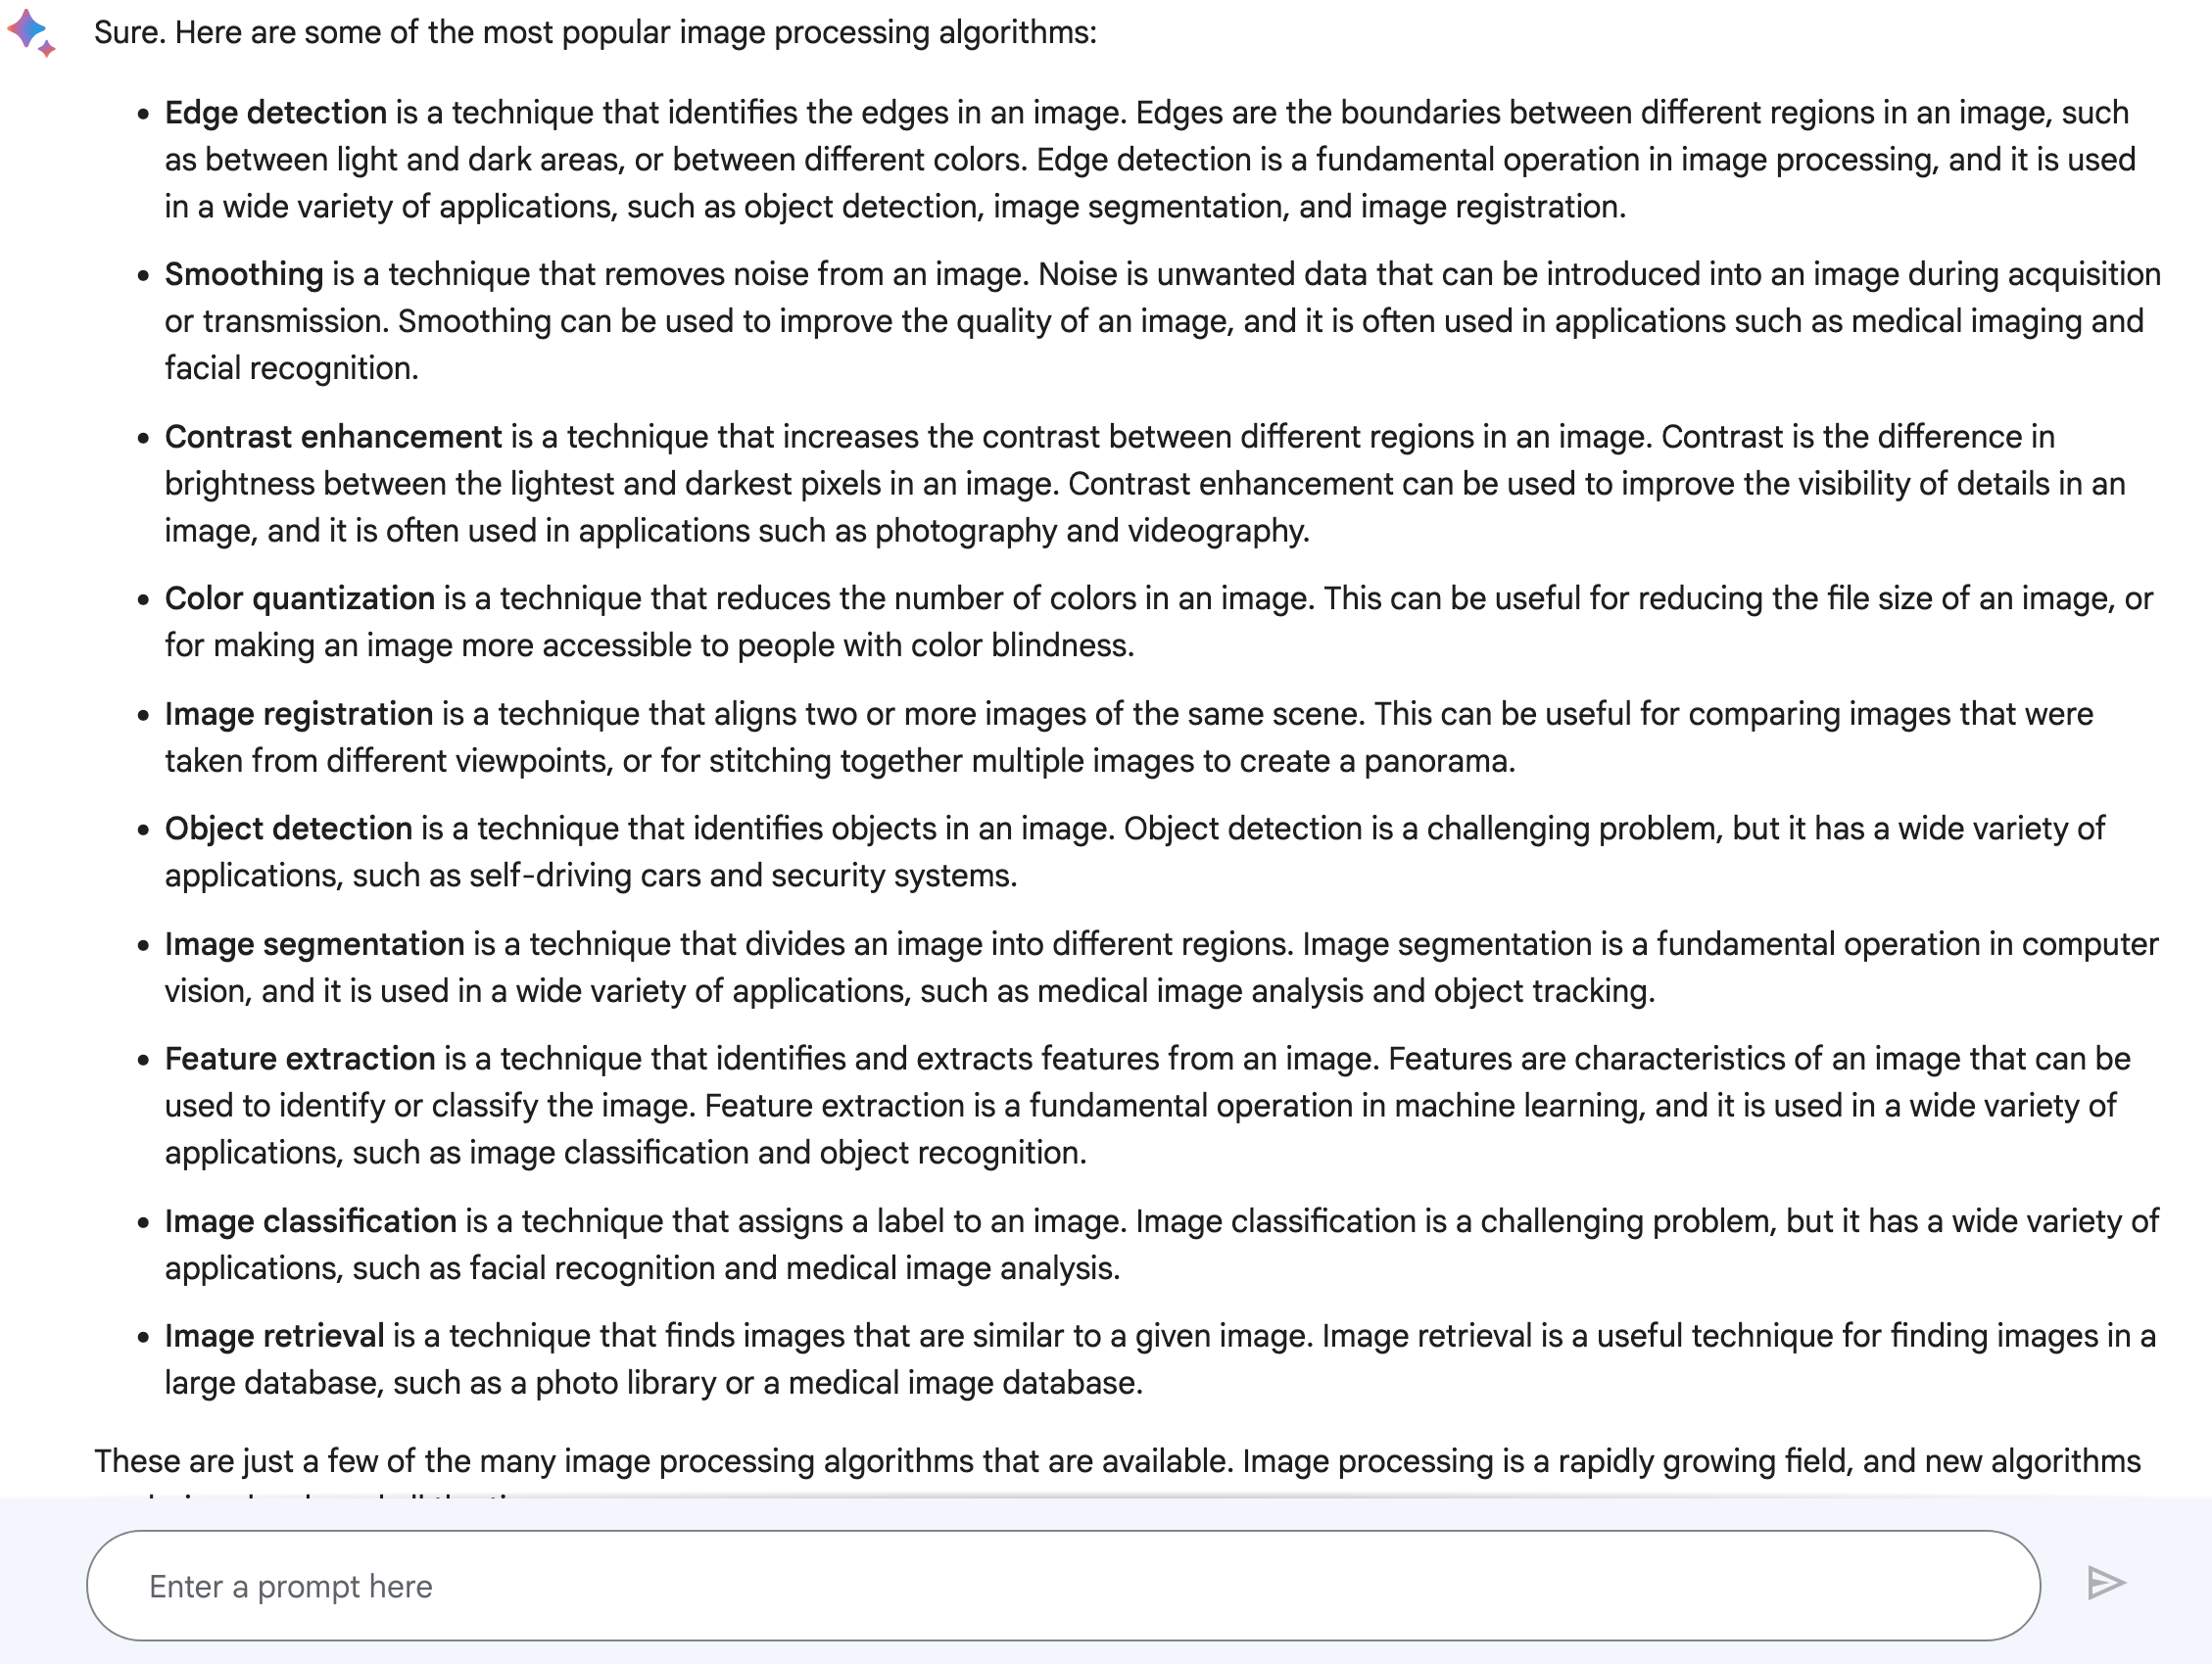 Sure. Here are some of the most popular image processing algorithms:
• Edge detection is a technique that identifies the edges in an image. Edges are the boundaries between different regions in an image, such
as between light and dark areas, or between different colors. Edge detection is a fundamental operation in image processing, and it is used
in a wide variety of applications, such as object detection, image segmentation, and image registration.
• Smoothing is a technique that removes noise from an image. Noise is unwanted data that can be introduced into an image during acquisition
or transmission. Smoothing can be used to improve the quality of an image, and it is often used in applications such as medical imaging and
facial recognition.
• Contrast enhancement is a technique that increases the contrast between different regions in an image. Contrast is the difference in
brightness between the lightest and darkest pixels in an image. Contrast enhancement can be used to improve the visibility of details in an
image, and it is often used in applications such as photography and videography.
• Color quantization is a technique that reduces the number of colors in an image. This can be useful for reducing the file size of an image, or
for making an image more accessible to people with color blindness.
• Image registration is a technique that aligns two or more images of the same scene. This can be useful for comparing images that were
taken from different viewpoints, or for stitching together multiple images to create a panorama.
• Object detection is a technique that identifies objects in an image. Object detection is a challenging problem, but it has a wide variety of
applications, such as self-driving cars and security systems.
• Image segmentation is a technique that divides an image into different regions. Image segmentation is a fundamental operation in computer
vision, and it is used in a wide variety of applications, such as medical image analysis and object tracking.
• Feature extraction is a technique that identifies and extracts features from an image. Features are characteristics of an image that can be
used to identify or classify the image. Feature extraction is a fundamental operation in machine learning, and it is used in a wide variety of
applications, such as image classification and object recognition.
• Image classification is a technique that assigns a label to an image. Image classification is a challenging problem, but it has a wide variety of
applications, such as facial recognition and medical image analysis.
• Image retrieval is a technique that finds images that are similar to a given image. Image retrieval is a useful technique for finding images in a
large database, such as a photo library or a medical image database.
These are just a few of the many image processing algorithms that are available. Image processing is a rapidly growing field, and new algorithms
Enter a prompt here